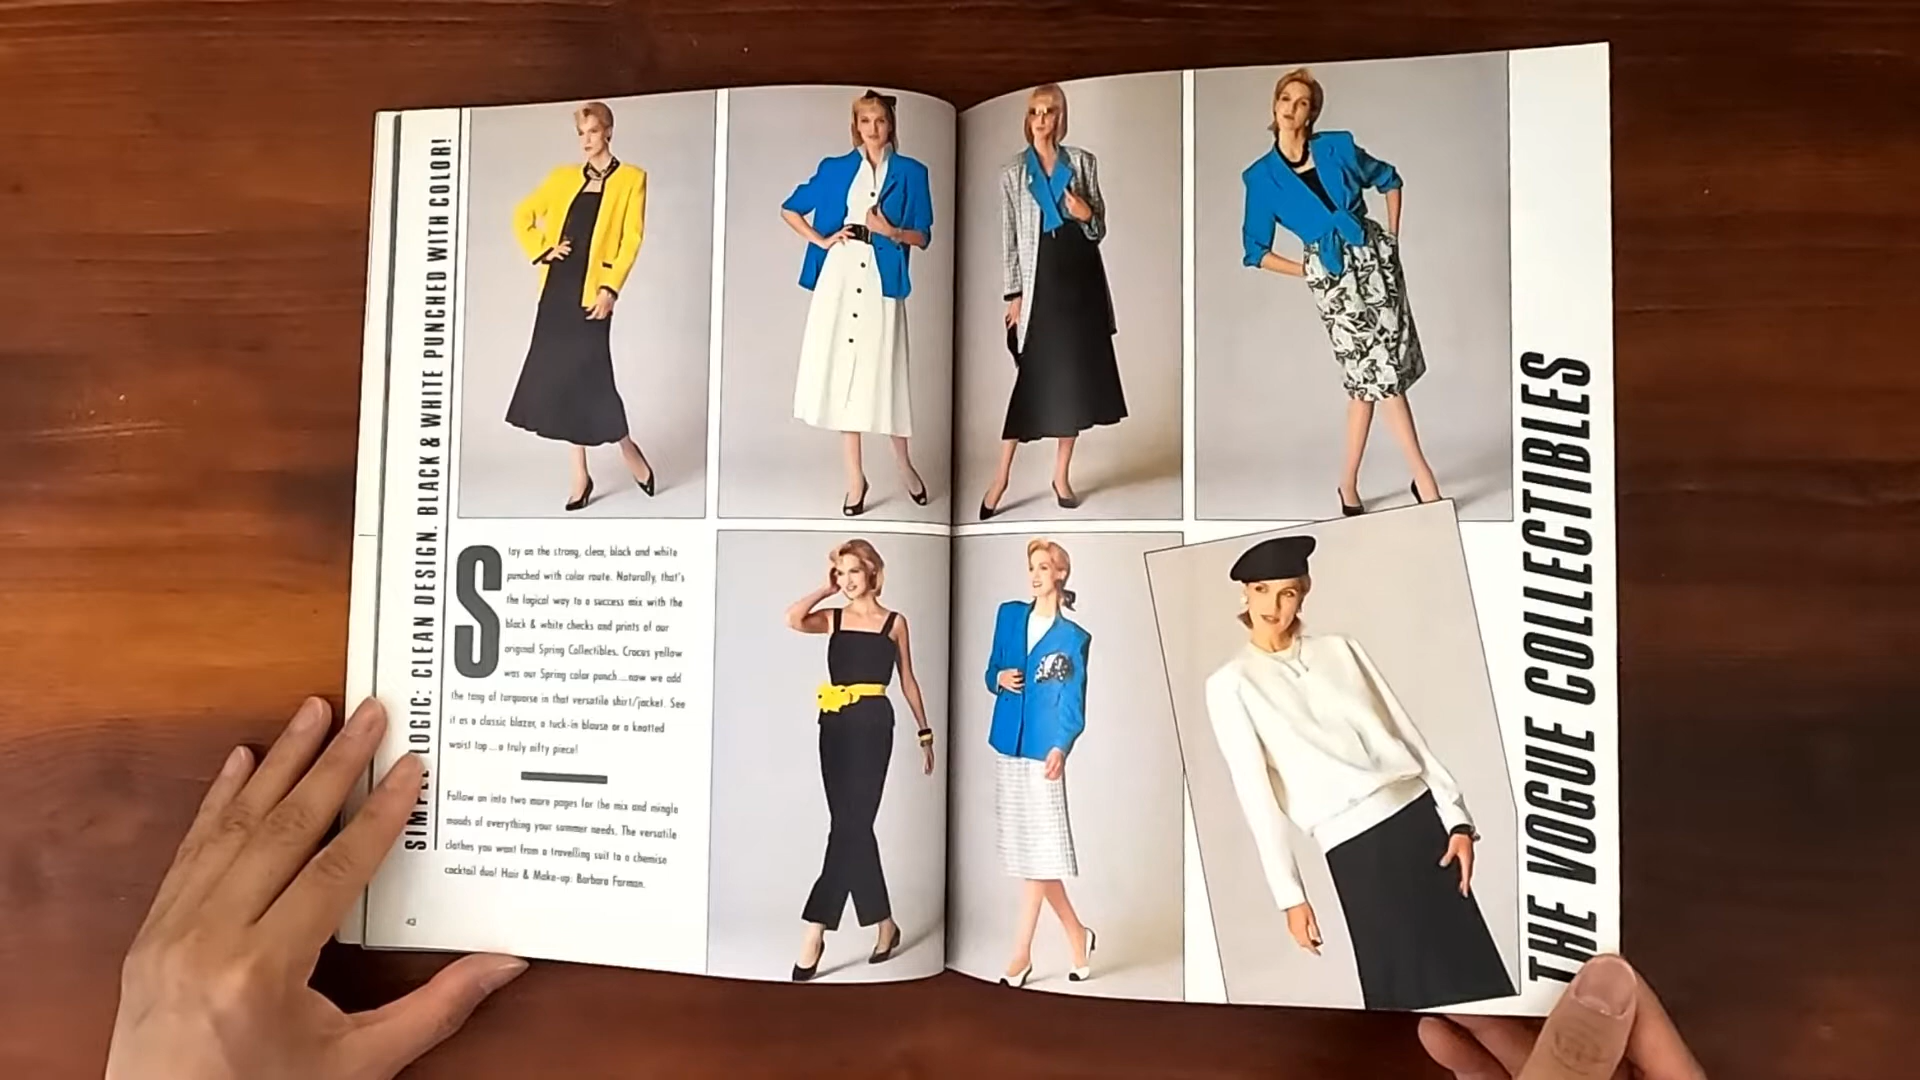 SIMPLE LOGIC: CLEAN DESIGN. BLACK & WHITE PUNCHED WITH COLOR!
Stay on the strong, clear, black and white
punched with color route. Naturally, that's
the logical way to a success mix with the
black & white checks and prints of our
original Spring Collectibles. Crocus yellow
was our Spring color punch....now we add
the tang of turquoise in that versatile shirt/jacket. See
it as a classic blazer, a tuck-in blouse or a knotted
waist top....a truly nifty piece!
Follow on into two more pages for the mix and mingle
moods of everything your summer needs. The versatile
clothes you want from a travelling suit to a chemise
cocktail duo! Hair & Make-up: Barbara Farman.
THE VOGUE COLLECTIBLES